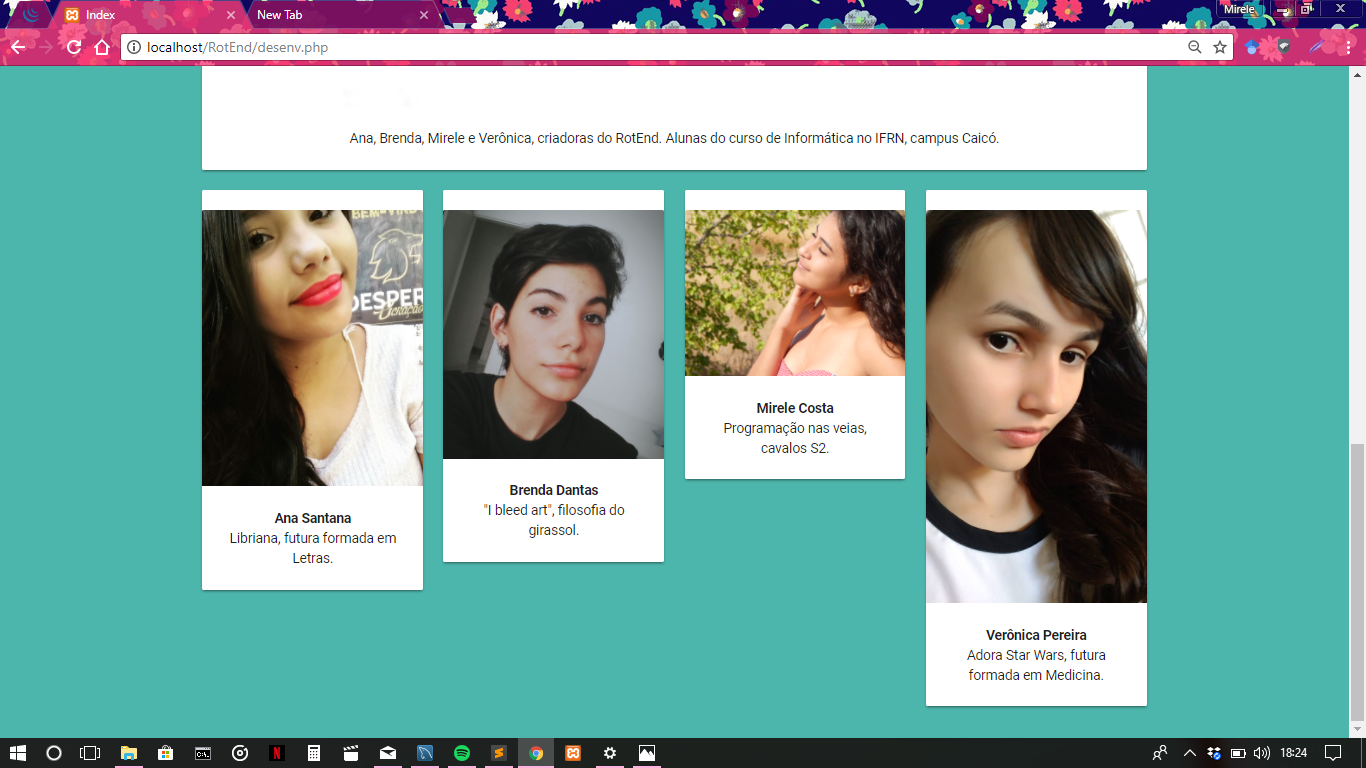 Index
New Tab
Mirele
localhost/RotEnd/desenv.php
Ana, Brenda, Mirele e Verônica, criadoras do RotEnd. Alunas do curso de Informática no IFRN, campus Caicó.
DESPER
Ana Santana
Libriana, futura formada em
Letras.
Brenda Dantas
"I bleed art", filosofia do
girassol.
Mirele Costa
Programação nas veias,
cavalos S2.
Verônica Pereira
Adora Star Wars, futura
formada em Medicina.
18:24